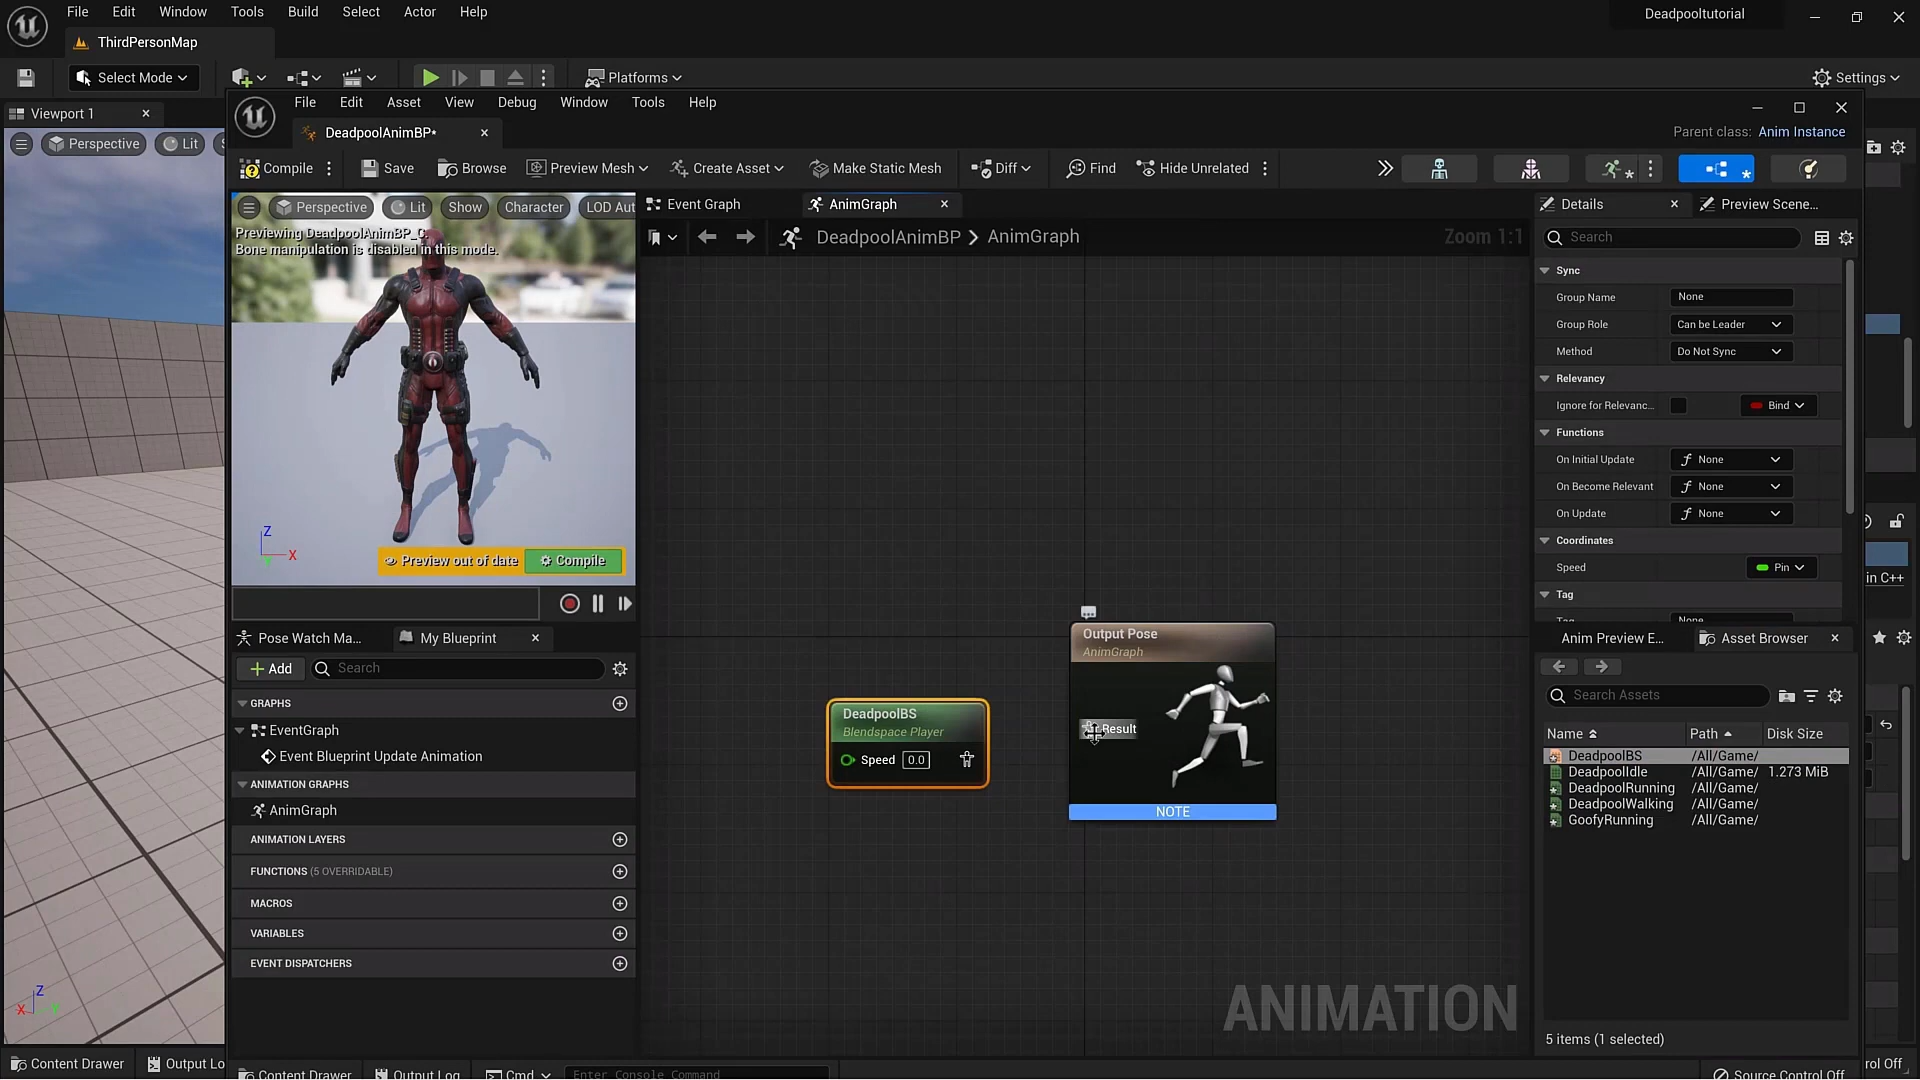 File Edit Window Tools Build Select Actor Help
Deadpooltutorial
ThirdPersonMap
Select Mode
Platforms
Settings
Viewport 1
Perspective Lit
File Edit Asset View Debug Window Tools Help
DeadpoolAnimBP*
Parent class: Anim Instance
Compile Save Browse Preview Mesh Create Asset Make Static Mesh Diff Find Hide Unrelated
Perspective Lit Show Character LOD Aut
Previewing DeadpoolAnimBP_C.
Bone manipulation is disabled in this mode.
Event Graph AnimGraph
DeadpoolAnimBP > AnimGraph
Zoom 1:1
Z
X
Preview out of date Compile
Pose Watch Ma... My Blueprint
Add Search
GRAPHS
EventGraph
Event Blueprint Update Animation
ANIMATION GRAPHS
AnimGraph
ANIMATION LAYERS
FUNCTIONS (5 OVERRIDABLE)
MACROS
VARIABLES
EVENT DISPATCHERS
Output Pose
AnimGraph
Result
NOTE
DeadpoolBS
Blendspace Player
Speed 0.0
ANIMATION
Details Preview Scene...
Search
Sync
Group Name None
Group Role Can be Leader
Method Do Not Sync
Relevancy
Ignore for Relevanc... Bind
Functions
On Initial Update None
On Become Relevant None
On Update None
Coordinates
Speed Pin
Tag
Tag None
in C++
Anim Preview E... Asset Browser
Search Assets
Name Path Disk Size
DeadpoolBS /All/Game/
DeadpoolIdle /All/Game/ 1.273 MiB
DeadpoolRunning /All/Game/
DeadpoolWalking /All/Game/
GoofyRunning /All/Game/
5 items (1 selected)
Z
X Y
Content Drawer Output Lo
rol Off
Content Drawer Output Log Cmd Enter Console Command
Source Control Off